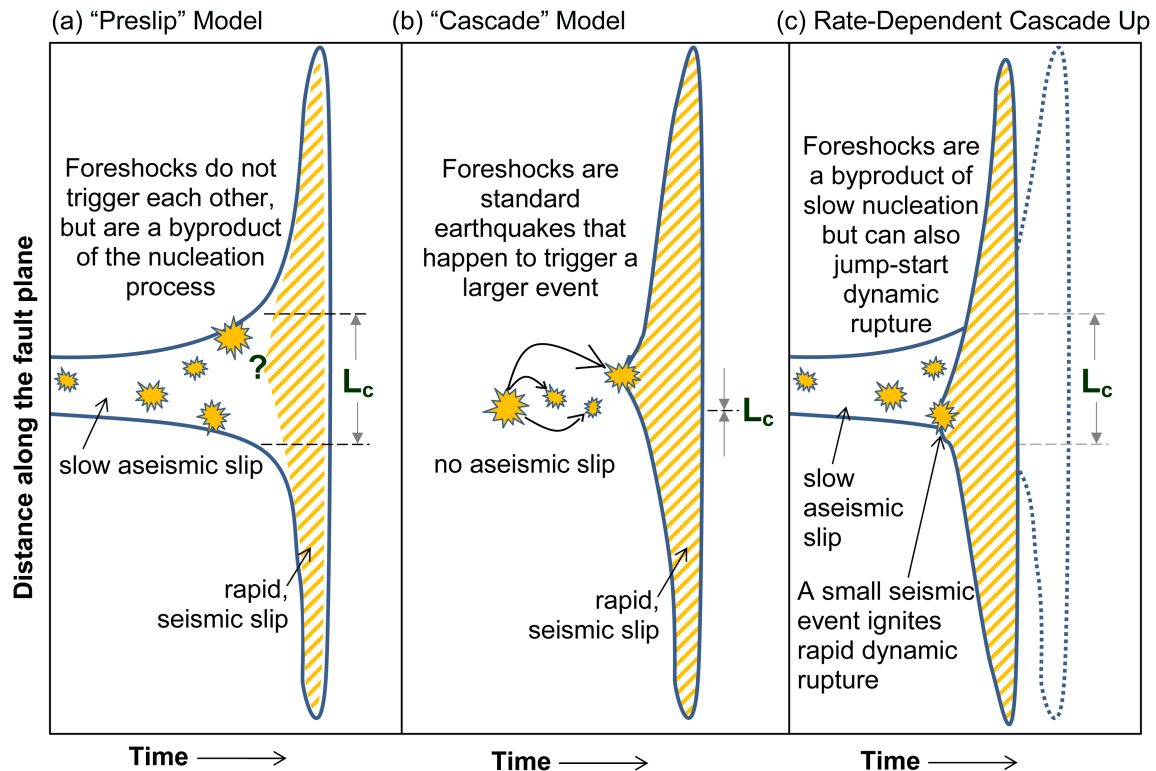 (a) “Preslip” Model
(b) “Cascade” Model
(c) Rate-Dependent Cascade Up
Distance along the fault plane
Foreshocks do not
trigger each other,
but are a byproduct
of the nucleation
process
?
Lc
slow aseismic slip
rapid,
seismic slip
Time
Foreshocks are
standard
earthquakes that
happen to trigger a
larger event
Lc
no aseismic slip
rapid,
seismic slip
Time
Foreshocks are
a byproduct of
slow nucleation
but can also
jump-start
dynamic
rupture
Lc
slow
aseismic
slip
A small seismic
event ignites
rapid dynamic
rupture
Time